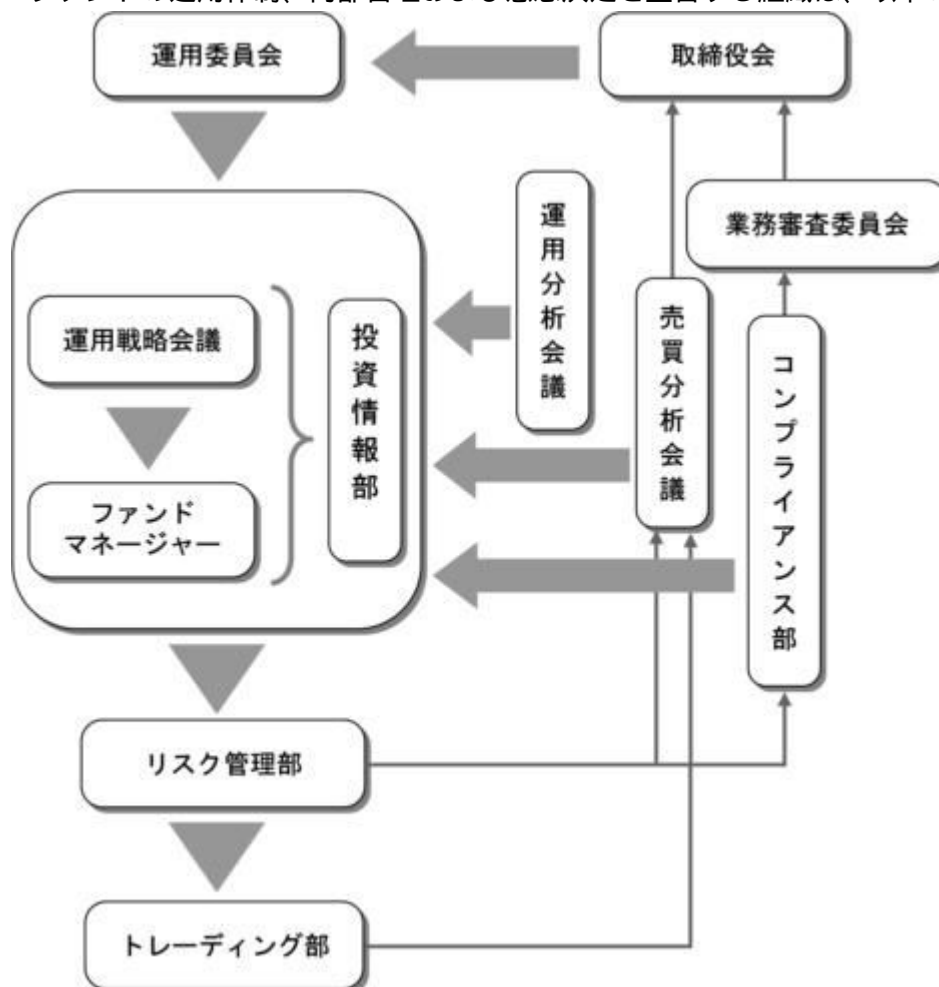 運用委員会
取締役会
業務審査委員会
運用分析会議
売買分析会議
コンプライアンス部
運用戦略会議
投資情報部
ファンド
マネージャー
リスク管理部
トレーディング部